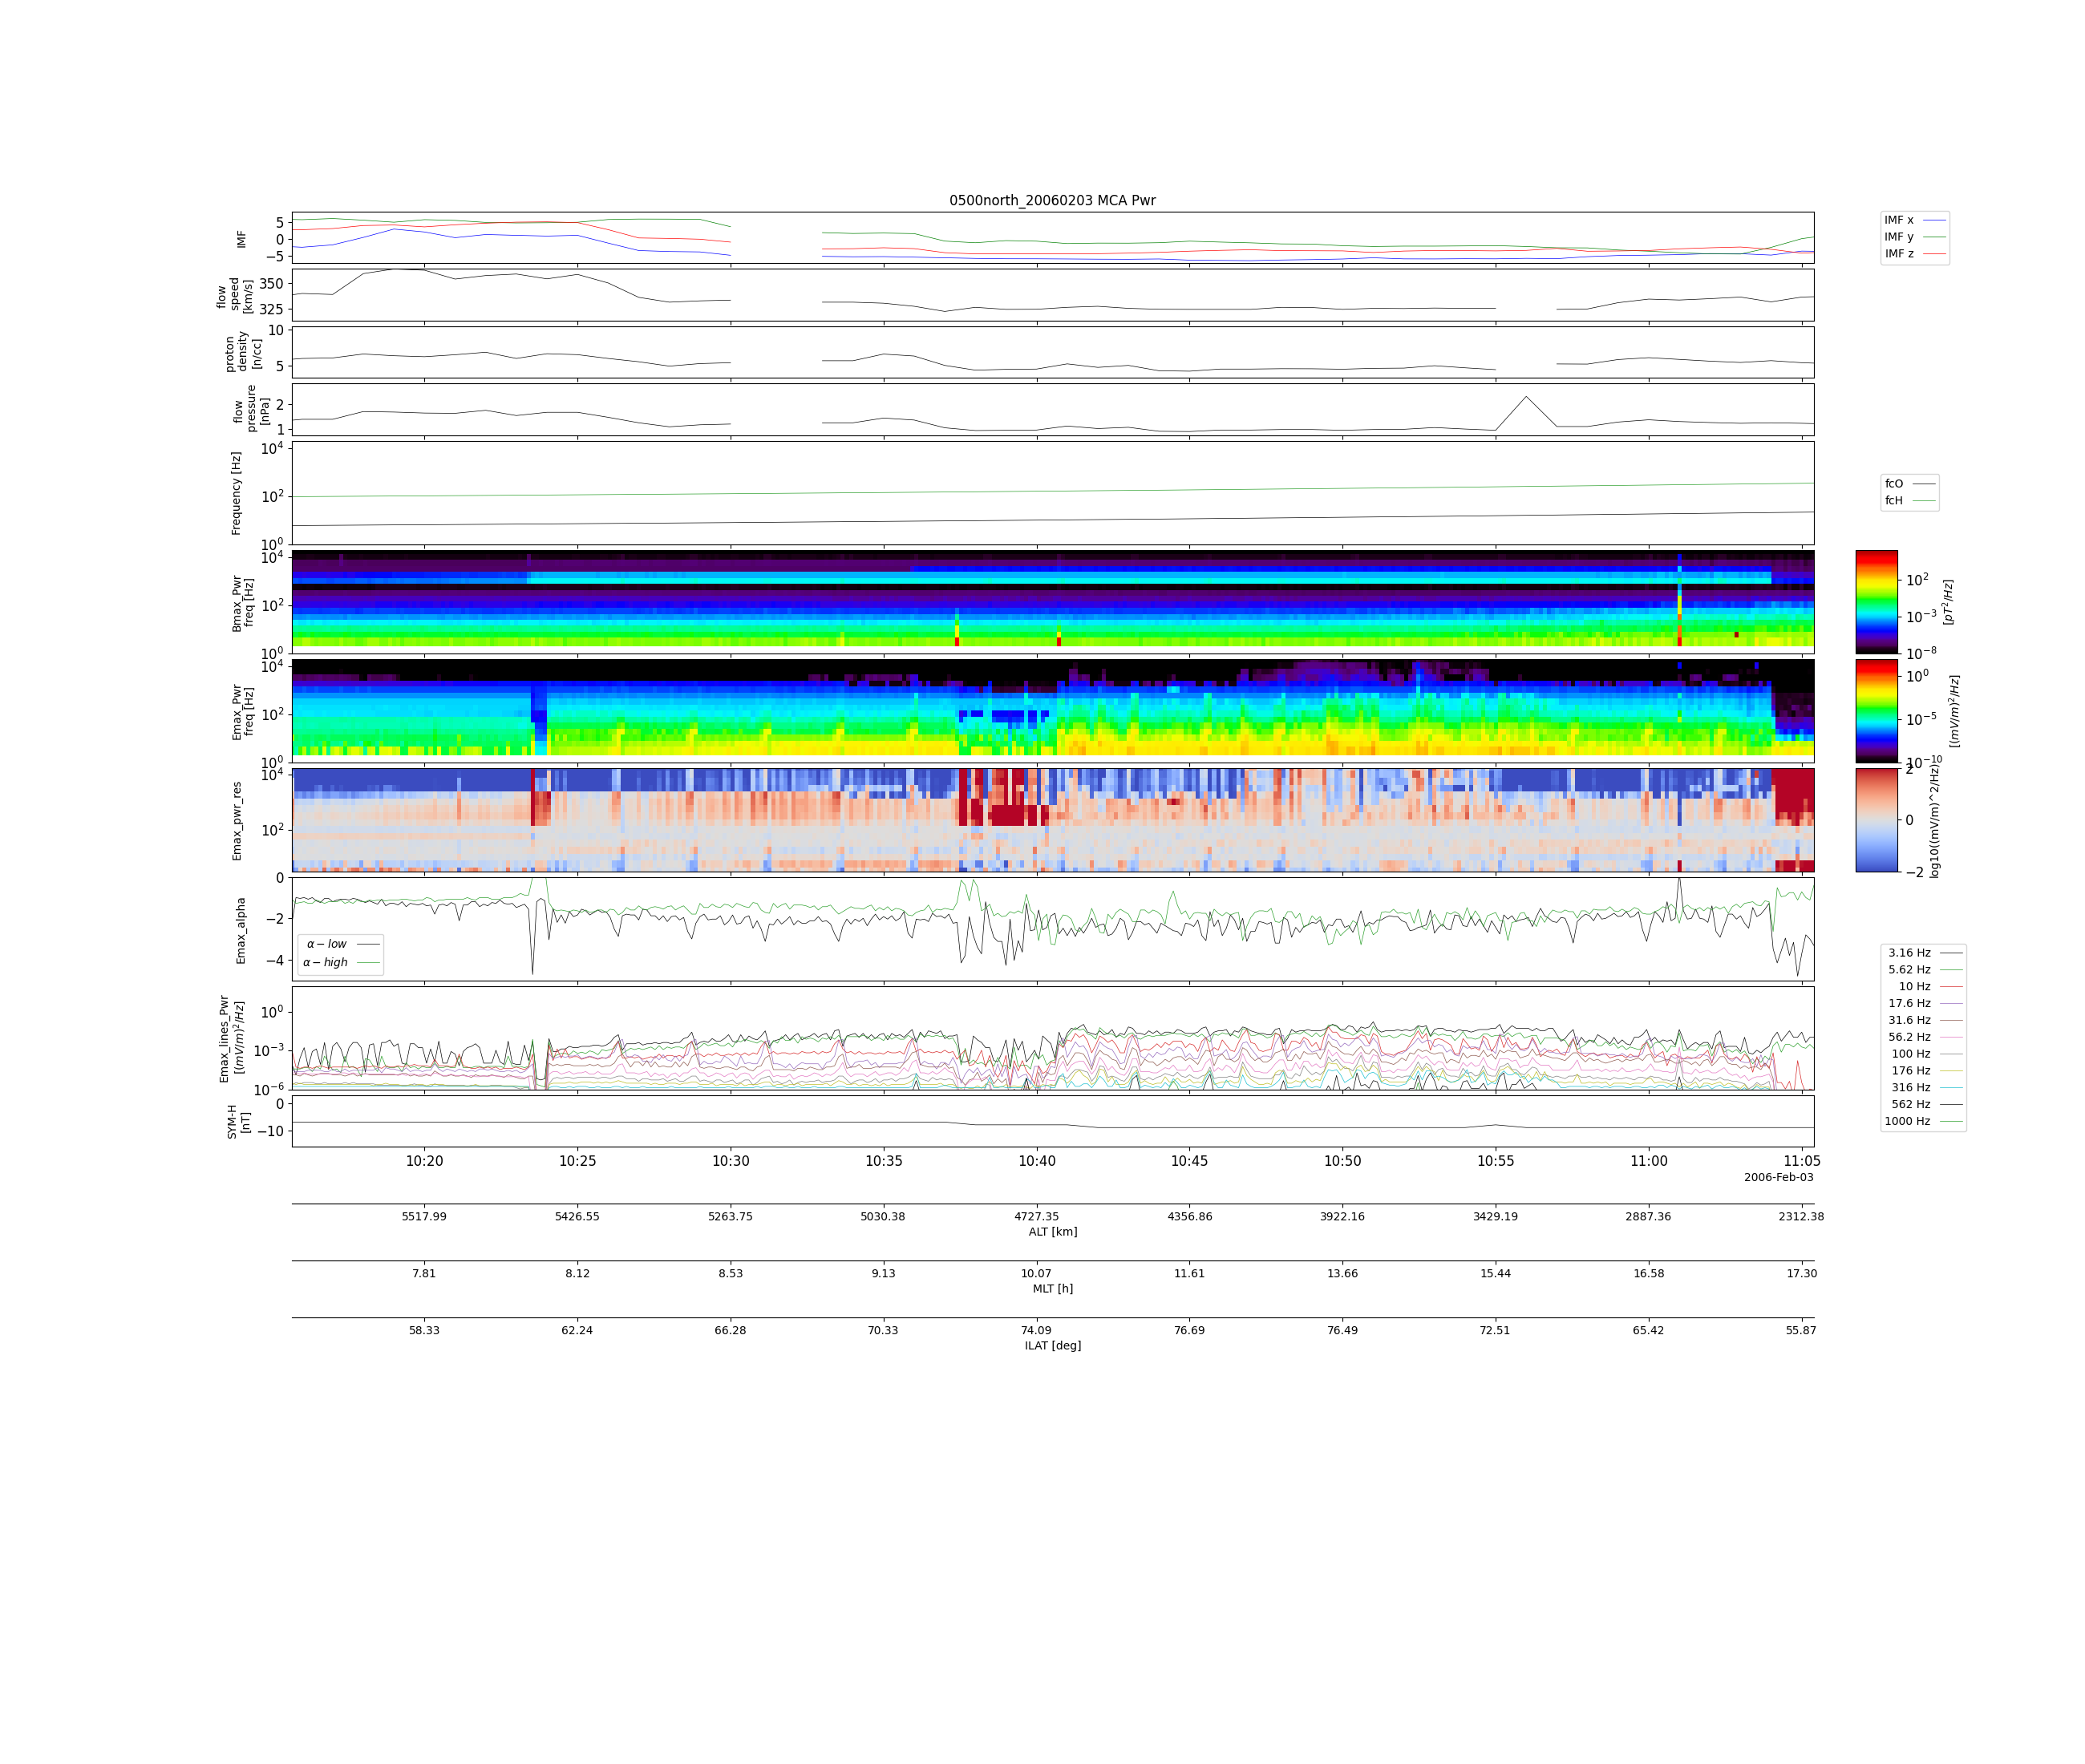 0500north_20060203 MCA Pwr
IMF
5
0
−5
IMF x
IMF y
IMF z
flow
speed
[km/s]
350
325
proton
density
[n/cc]
10
5
flow
pressure
[nPa]
2
1
Frequency [Hz]
10^4
10^2
10^0
fcO
fcH
Bmax_Pwr
freq [Hz]
10^4
10^2
10^0
10^2
10^−3
10^−8
[pT^2/Hz]
Emax_Pwr
freq [Hz]
10^4
10^2
10^0
10^0
10^−5
10^−10
[(mV/m)^2/Hz]
Emax_pwr_res
10^4
10^2
2
0
−2
log10((mV/m)^2/Hz)
Emax_alpha
0
−2
−4
α − low
α − high
Emax_lines_Pwr
[(mV/m)^2/Hz]
10^0
10^−3
10^−6
3.16 Hz
5.62 Hz
10 Hz
17.6 Hz
31.6 Hz
56.2 Hz
100 Hz
176 Hz
316 Hz
562 Hz
1000 Hz
SYM-H
[nT]
0
−10
10:20 10:25 10:30 10:35 10:40 10:45 10:50 10:55 11:00 11:05
2006-Feb-03
5517.99 5426.55 5263.75 5030.38 4727.35 4356.86 3922.16 3429.19 2887.36 2312.38
ALT [km]
7.81 8.12 8.53 9.13 10.07 11.61 13.66 15.44 16.58 17.30
MLT [h]
58.33 62.24 66.28 70.33 74.09 76.69 76.49 72.51 65.42 55.87
ILAT [deg]